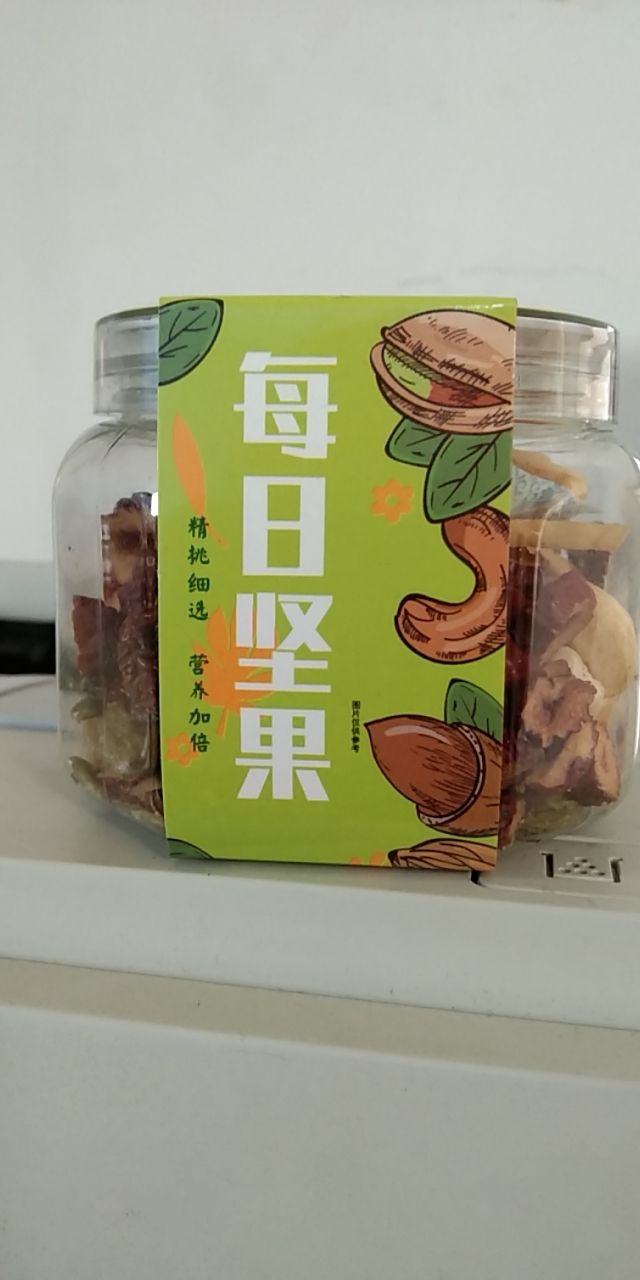 每日坚果
精挑细选 营养加倍
图片仅供参考